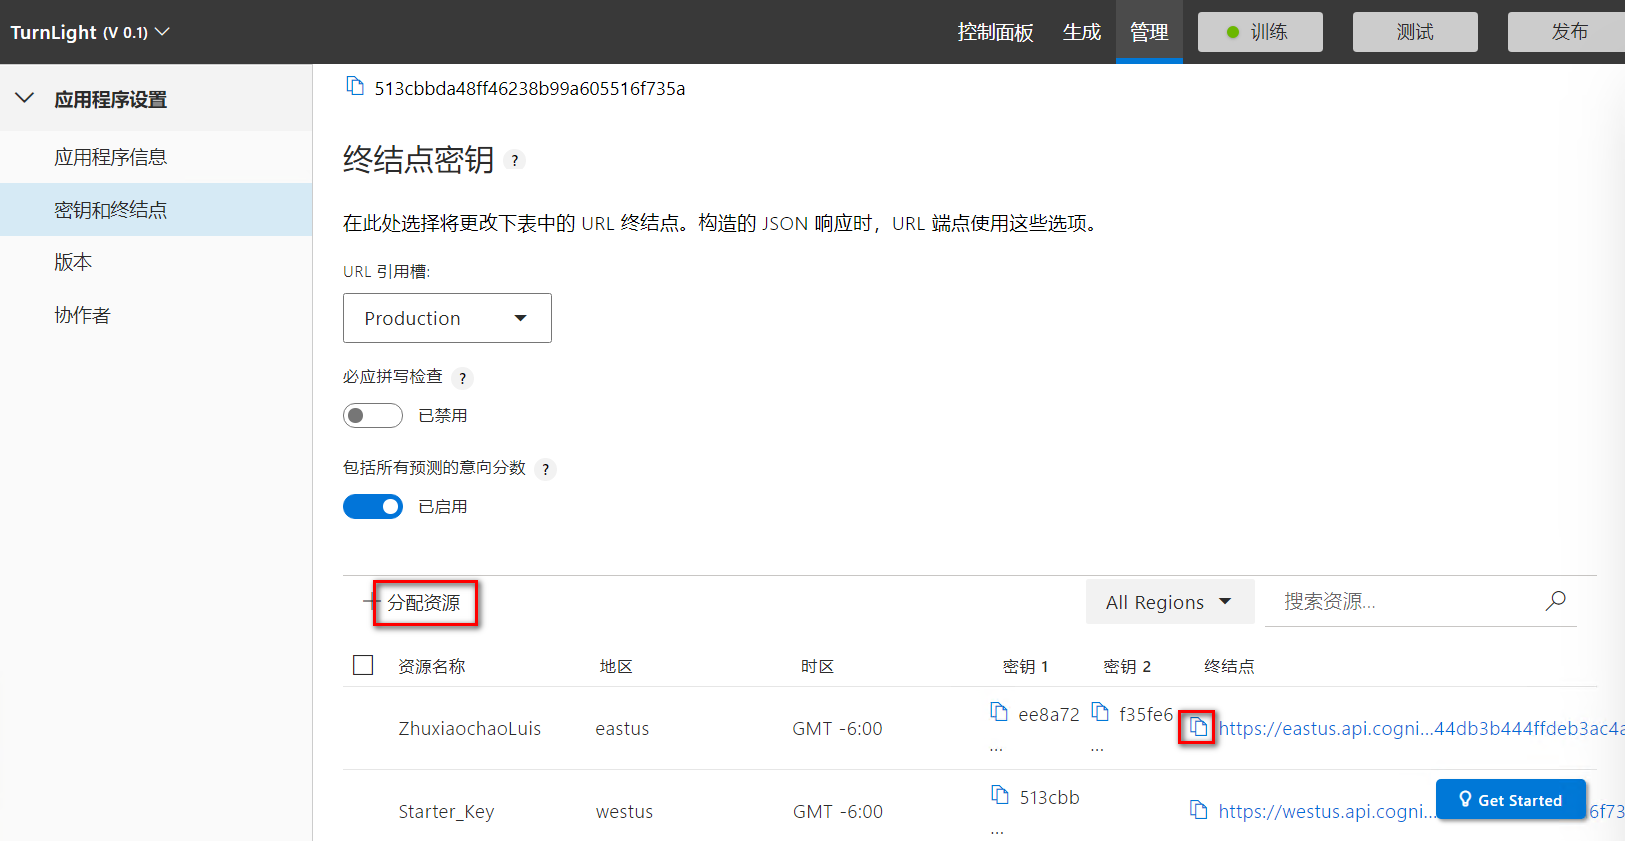 TurnLight (V 0.1)
控制面板 生成 管理 训练 测试 发布
应用程序设置
应用程序信息
密钥和终结点
版本
协作者
513cbbda48ff46238b99a605516f735a
终结点密钥 ?
在此处选择将更改下表中的 URL 终结点。构造的 JSON 响应时，URL 端点使用这些选项。
URL 引用槽:
Production
必应拼写检查 ?
已禁用
包括所有预测的意向分数 ?
已启用
+ 分配资源 All Regions 搜索资源...
资源名称 地区 时区 密钥 1 密钥 2 终结点
ZhuxiaochaoLuis eastus GMT -6:00 ee8a72... f35fe6... https://eastus.api.cogni...44db3b444ffdeb3ac4a
Starter_Key westus GMT -6:00 513cbb... https://westus.api.cogni... 6f73
Get Started